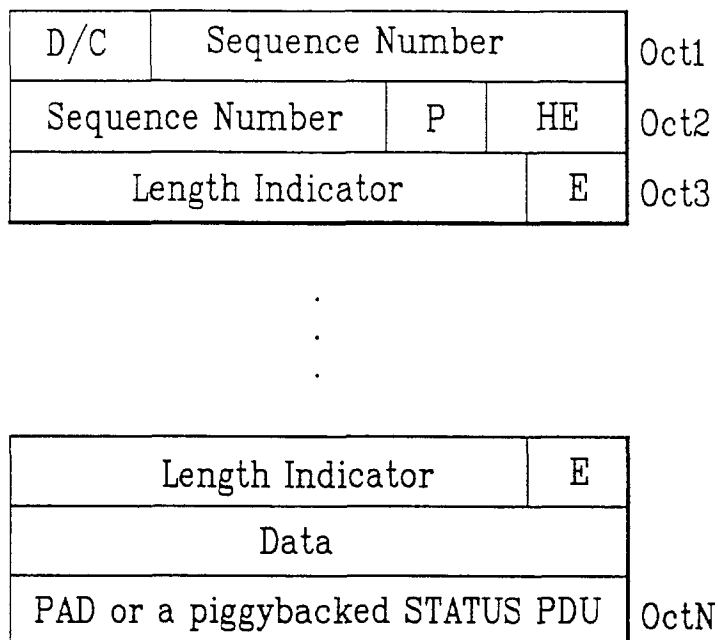 D/C Sequence Number Oct1
Sequence Number P HE Oct2
Length Indicator E Oct3
.
.
.
Length Indicator E
Data
PAD or a piggybacked STATUS PDU OctN